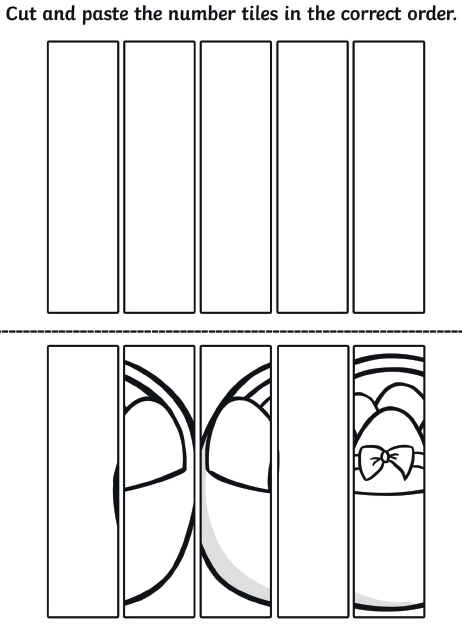 Cut and paste the number tiles in the correct order.